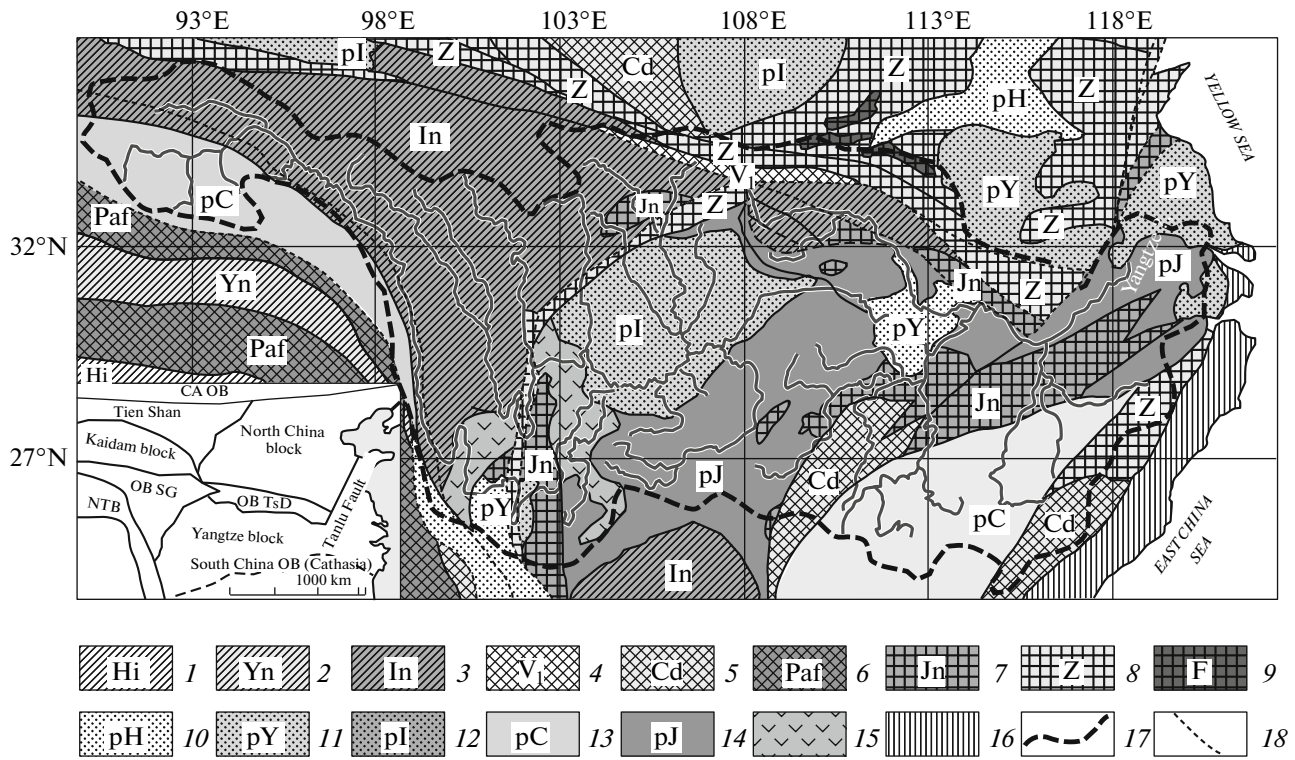 93°E 98°E 103°E 108°E 113°E 118°E
pI Z Cd pI Z Z
Z pH YELLOW SEA
In Z
V1
pC Jn Z pY pY
Paf Z
32°N
Yn Jn Z Yangtze pJ
pI pY
Paf
Hi Jn
CA OB
Tien Shan
North China
block
Kaidam block
Z
27°N
OB SG
OB TsD
NTB
Tanlu Fault
Yangtze block
South China OB (Cathasia)
1000 km
Jn pJ Cd
pY pC Cd
In
EAST CHINA
SEA
Hi 1 Yn 2 In 3 V1 4 Cd 5 Paf 6 Jn 7 Z 8 F 9
pH 10 pY 11 pI 12 pC 13 pJ 14 15 16 17 18